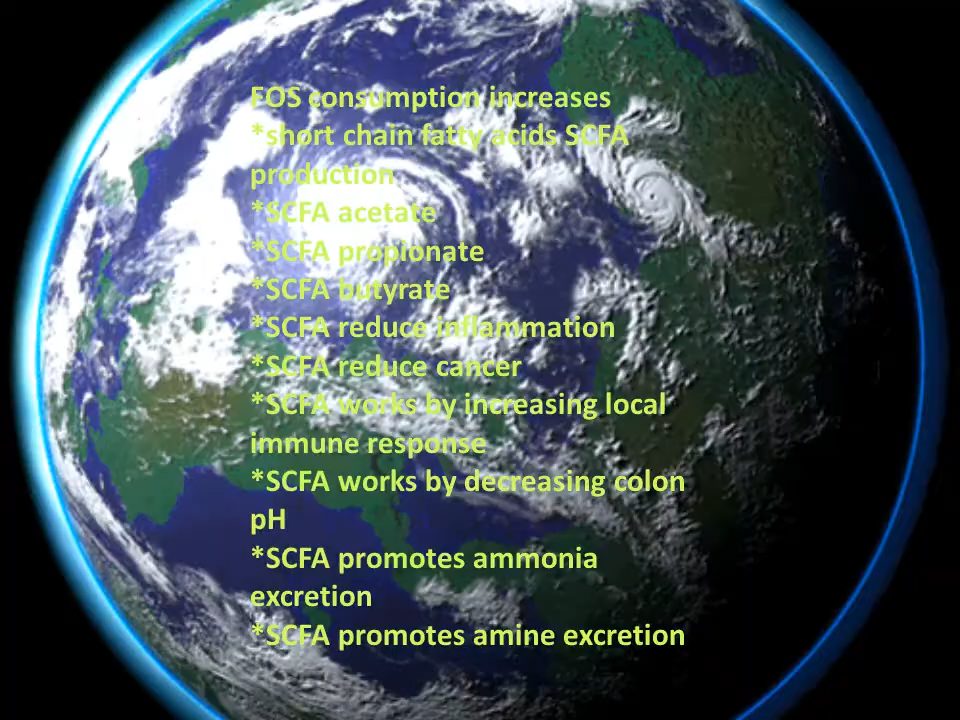 FOS consumption increases
*short chain fatty acids SCFA
production
*SCFA acetate
*SCFA propionate
*SCFA butyrate
*SCFA reduce inflammation
*SCFA reduce cancer
*SCFA works by increasing local
immune response
*SCFA works by decreasing colon
pH
*SCFA promotes ammonia
excretion
*SCFA promotes amine excretion